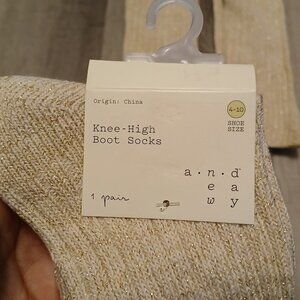 Origin: China
4-10
SHOE
SIZE
Knee-High
Boot Socks
a·n·d
e a
w y
1 pair